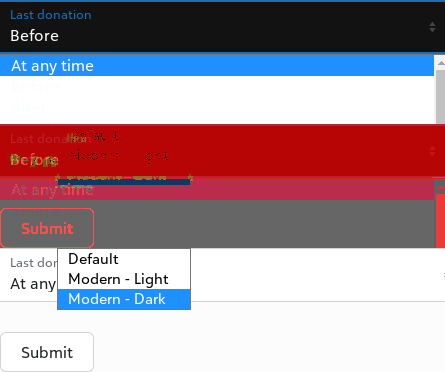 Last donation
Before
At any time
Last donation
Before
At any time
Submit
Last don
At any
Default
Modern - Light
Modern - Dark
Submit